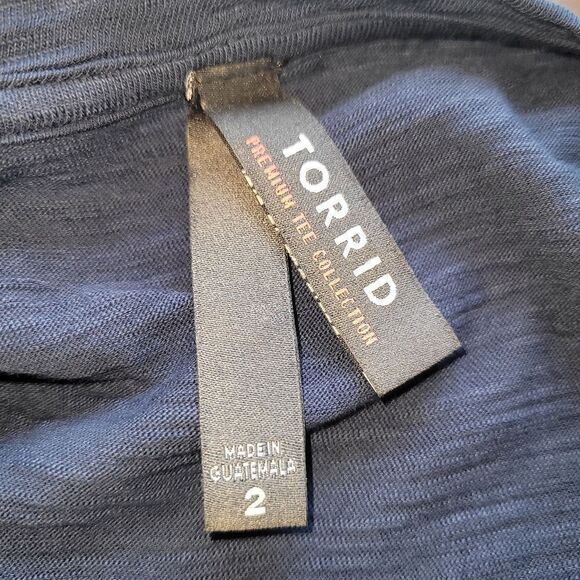 TORRID
PREMIUM TEE COLLECTION
MADE IN
GUATEMALA
2